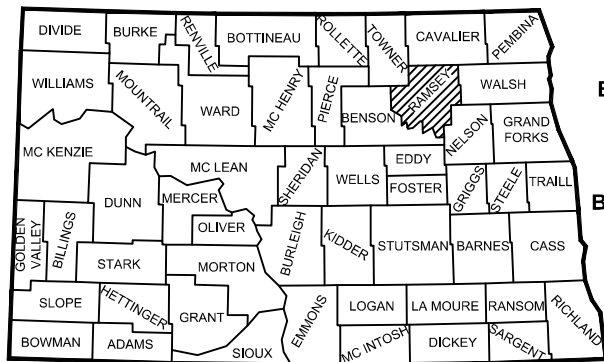 DIVIDE
BURKE
RENVILLE
BOTTINEAU
ROLLETTE
TOWNER
CAVALIER
PEMBINA
WILLIAMS
MOUNTRAIL
WARD
MC HENRY
PIERCE
BENSON
RAMSEY
WALSH
E
NELSON
GRAND
FORKS
MC KENZIE
MC LEAN
SHERIDAN
WELLS
EDDY
FOSTER
GRIGGS
STEELE
TRAILL
B
DUNN
MERCER
OLIVER
GOLDEN
VALLEY
BILLINGS
STARK
MORTON
BURLEIGH
KIDDER
STUTSMAN
BARNES
CASS
SLOPE
HETTINGER
GRANT
EMMONS
LOGAN
LA MOURE
RANSOM
RICHLAND
BOWMAN
ADAMS
SIOUX
MC INTOSH
DICKEY
SARGENT